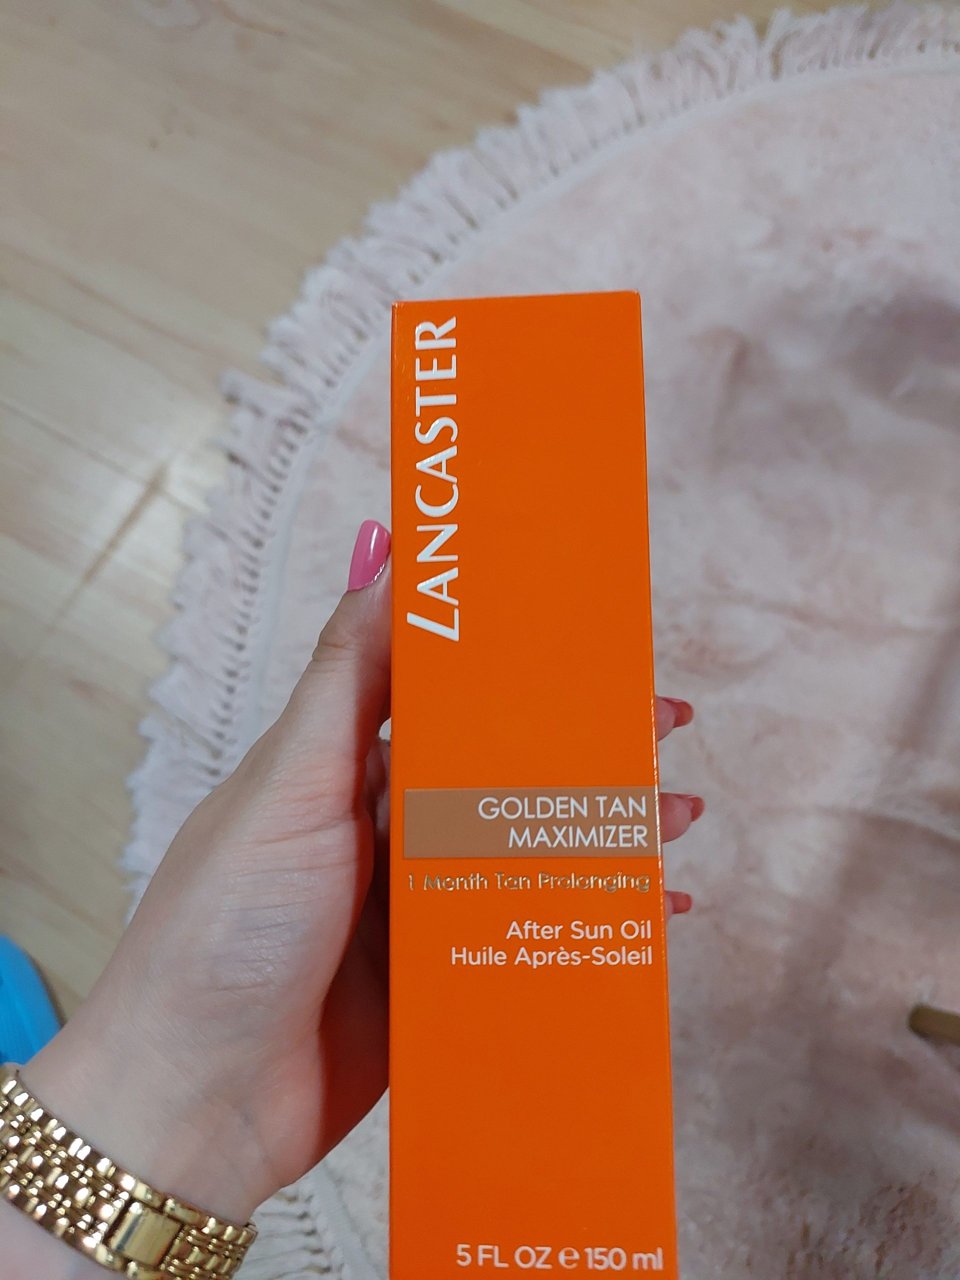 LANCASTER
GOLDEN TAN
MAXIMIZER
1 Month Tan Prolonging
After Sun Oil
Huile Après-Soleil
5 FL OZ e 150 ml